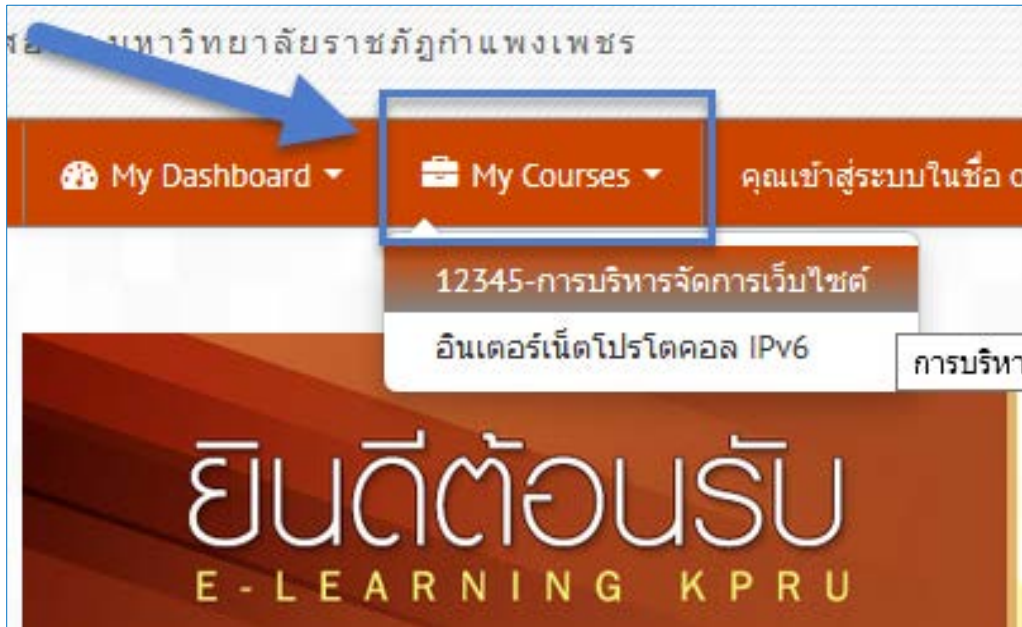 มหาวิทยาลัยราชภัฏกำแพงเพชร
My Dashboard My Courses คุณเข้าสู่ระบบในชื่อ
12345-การบริหารจัดการเว็บไซต์
อินเตอร์เน็ตโปรโตคอล IPv6
การบริหา
ยินดีต้อนรับ
E-LEARNING KPRU